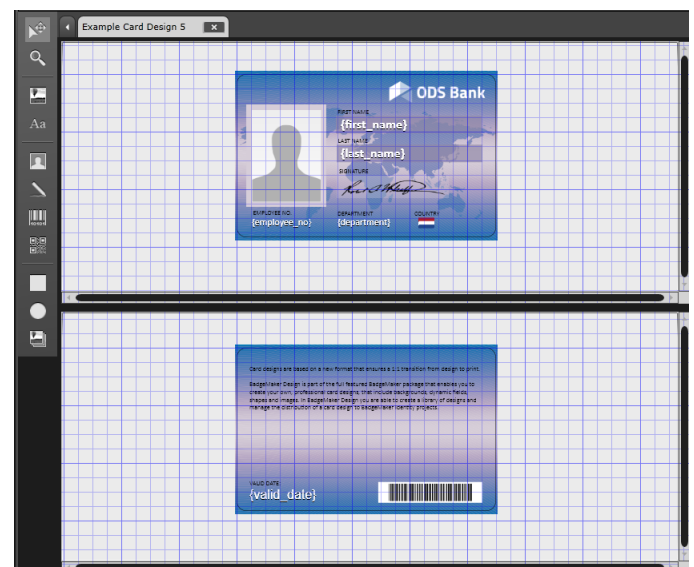 Example Card Design 5
Aa
ODS Bank
FIRST NAME
{first_name}
LAST NAME
{last_name}
SIGNATURE
EMPLOYEE NO.
DEPARTMENT
COUNTRY
{employee_no}
{department}
Card designs are based on a new format that ensures a 1:1 transition from design to print.
BadgeMaker Design is part of the full featured BadgeMaker package that enables you to
create your own, professional card designs, that include backgrounds, dynamic fields,
shapes and images. In BadgeMaker Design you are able to create a library of designs and
manage the distribution of a card design to BadgeMaker Identity projects.
VALID DATE
{valid_date}